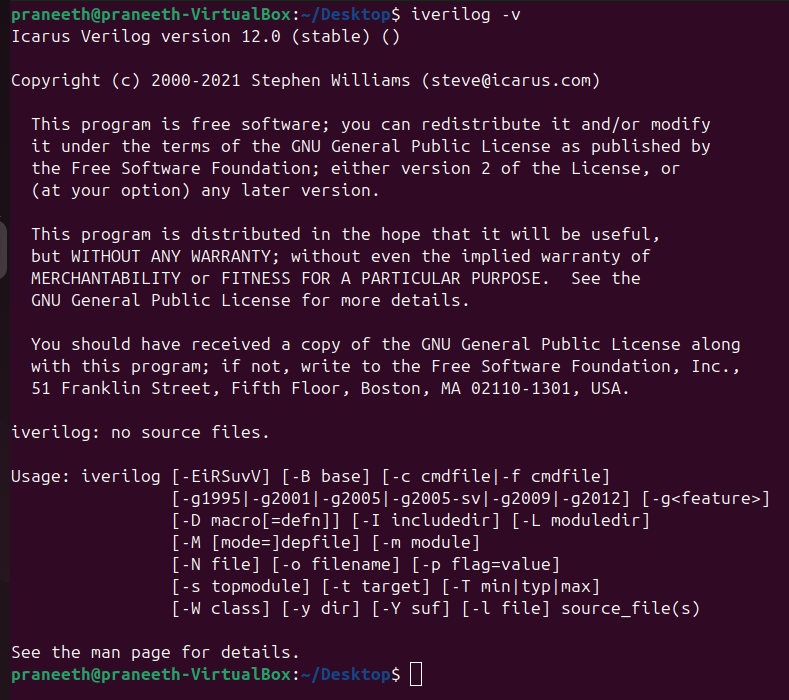 praneeth@praneeth-VirtualBox:~/Desktop$ iverilog -v
Icarus Verilog version 12.0 (stable) ()
Copyright (c) 2000-2021 Stephen Williams (steve@icarus.com)
This program is free software; you can redistribute it and/or modify
it under the terms of the GNU General Public License as published by
the Free Software Foundation; either version 2 of the License, or
(at your option) any later version.
This program is distributed in the hope that it will be useful,
but WITHOUT ANY WARRANTY; without even the implied warranty of
MERCHANTABILITY or FITNESS FOR A PARTICULAR PURPOSE.  See the
GNU General Public License for more details.
You should have received a copy of the GNU General Public License along
with this program; if not, write to the Free Software Foundation, Inc.,
51 Franklin Street, Fifth Floor, Boston, MA 02110-1301, USA.
iverilog: no source files.
Usage: iverilog [-EiRSuvV] [-B base] [-c cmdfile|-f cmdfile]
[-g1995|-g2001|-g2005|-g2005-sv|-g2009|-g2012] [-g<feature>]
[-D macro[=defn]] [-I includedir] [-L moduledir]
[-M [mode=]depfile] [-m module]
[-N file] [-o filename] [-p flag=value]
[-s topmodule] [-t target] [-T min|typ|max]
[-W class] [-y dir] [-Y suf] [-l file] source_file(s)
See the man page for details.
praneeth@praneeth-VirtualBox:~/Desktop$